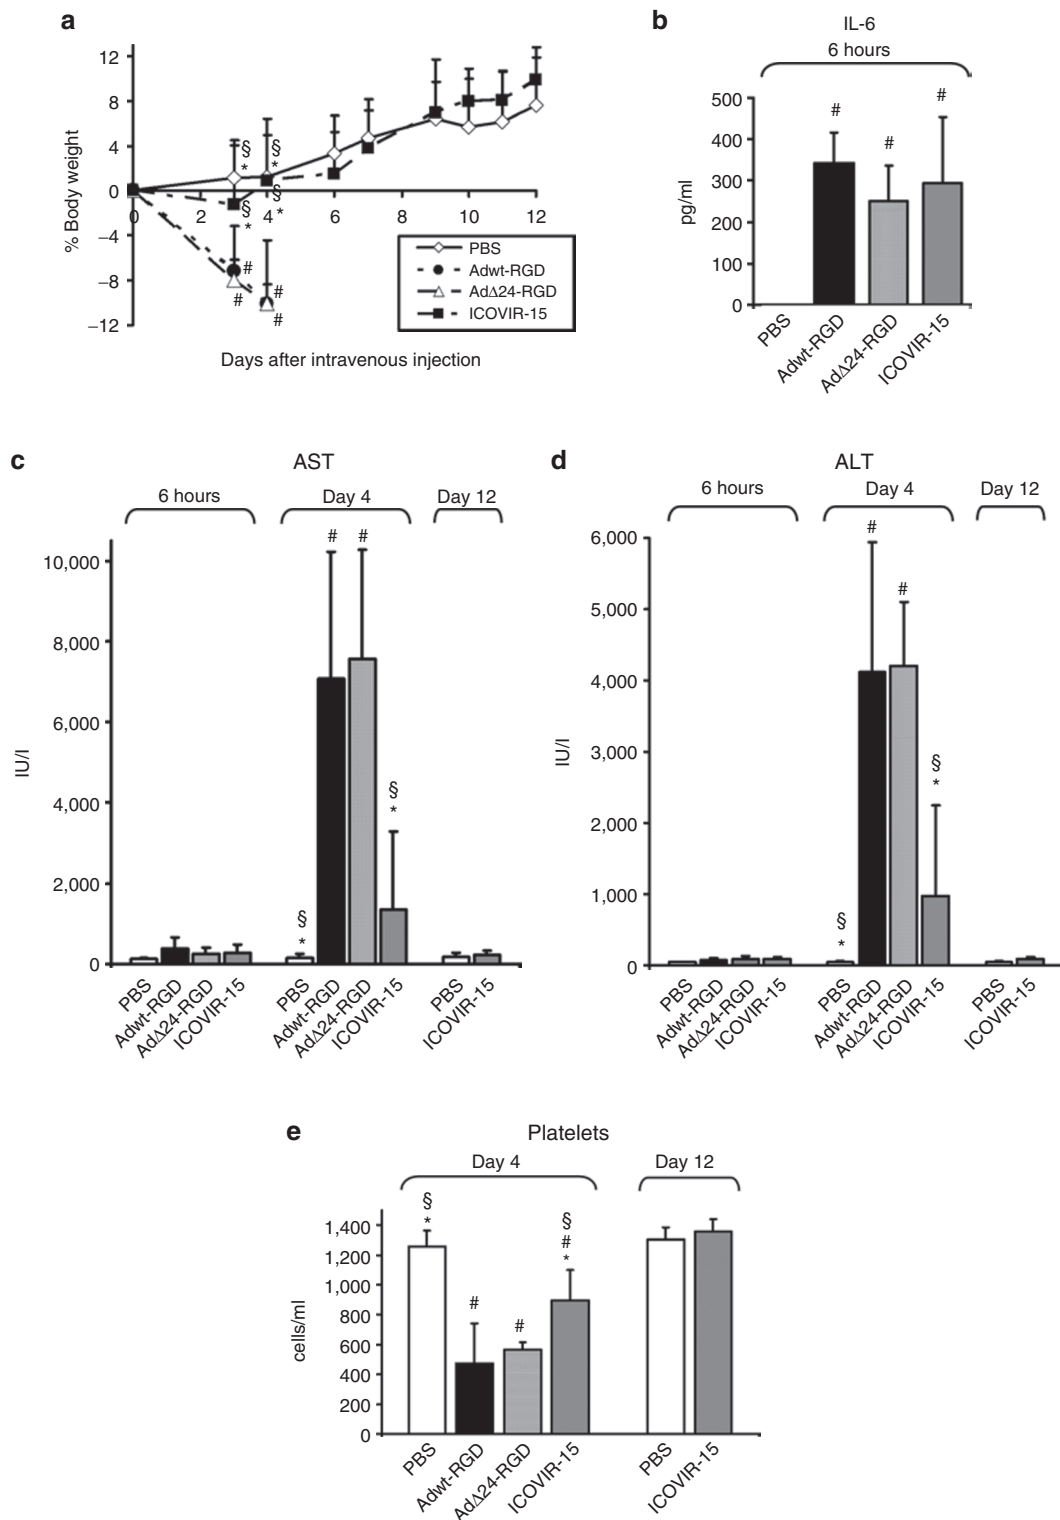 a
12
8
4
0
−4
−8
−12
% Body weight
0 2 4 6 8 10 12
§
*
§
*
§
*
§
*
#
#
#
#
PBS
Adwt-RGD
AdΔ24-RGD
ICOVIR-15
Days after intravenous injection
b
IL-6
6 hours
500
400
300
200
100
0
pg/ml
#
#
#
PBS
Adwt-RGD
AdΔ24-RGD
ICOVIR-15
c
AST
6 hours Day 4 Day 12
10,000
8,000
6,000
4,000
2,000
0
IU/l
# #
§
*
§
*
PBS
Adwt-RGD
AdΔ24-RGD
ICOVIR-15
PBS
Adwt-RGD
AdΔ24-RGD
ICOVIR-15
PBS
ICOVIR-15
d
ALT
6 hours Day 4 Day 12
6,000
5,000
4,000
3,000
2,000
1,000
0
IU/l
#
#
§
*
§
*
PBS
Adwt-RGD
AdΔ24-RGD
ICOVIR-15
PBS
Adwt-RGD
AdΔ24-RGD
ICOVIR-15
PBS
ICOVIR-15
e
Platelets
Day 4 Day 12
1,400
1,200
1,000
800
600
400
200
0
cells/ml
§
*
#
#
§
#
*
PBS
Adwt-RGD
AdΔ24-RGD
ICOVIR-15
PBS
ICOVIR-15